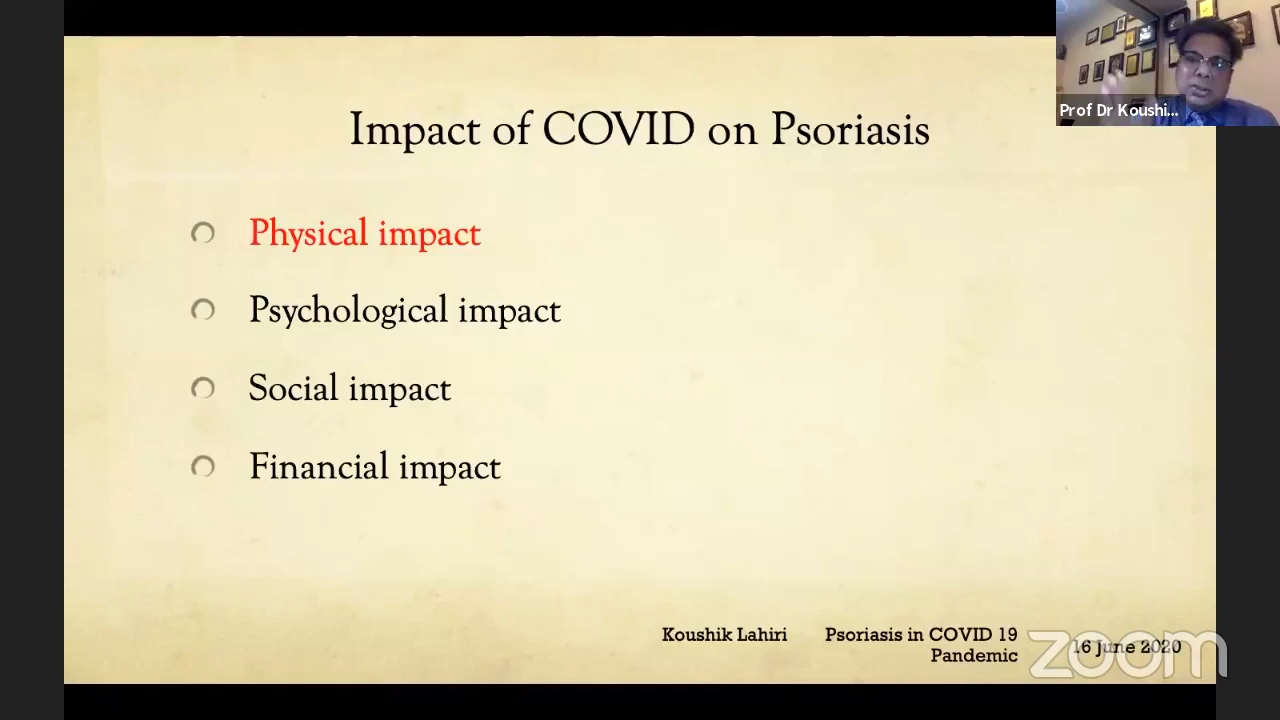 Prof Dr Koushi...
Impact of COVID on Psoriasis
Physical impact
Psychological impact
Social impact
Financial impact
Koushik Lahiri
Psoriasis in COVID 19
Pandemic
16 June 2020
zoom